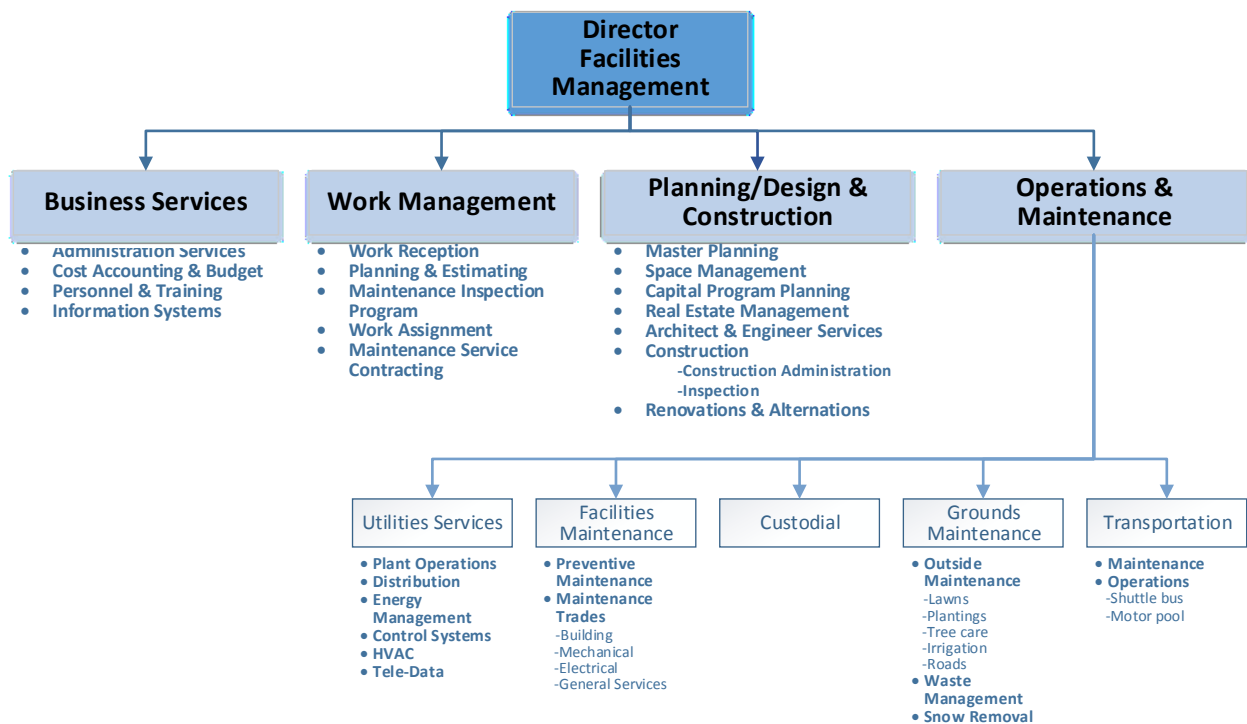 Director
Facilities
Management
Business Services
• Administration Services
• Cost Accounting & Budget
• Personnel & Training
• Information Systems
Work Management
• Work Reception
• Planning & Estimating
• Maintenance Inspection
Program
• Work Assignment
• Maintenance Service
Contracting
Planning/Design &
Construction
• Master Planning
• Space Management
• Capital Program Planning
• Real Estate Management
• Architect & Engineer Services
• Construction
-Construction Administration
-Inspection
• Renovations & Alternations
Operations &
Maintenance
Utilities Services
• Plant Operations
• Distribution
• Energy
Management
• Control Systems
• HVAC
• Tele-Data
Facilities
Maintenance
• Preventive
Maintenance
• Maintenance
Trades
-Building
-Mechanical
-Electrical
-General Services
Custodial
Grounds
Maintenance
• Outside
Maintenance
-Lawns
-Plantings
-Tree care
-Irrigation
-Roads
• Waste
Management
• Snow Removal
Transportation
• Maintenance
• Operations
-Shuttle bus
-Motor pool